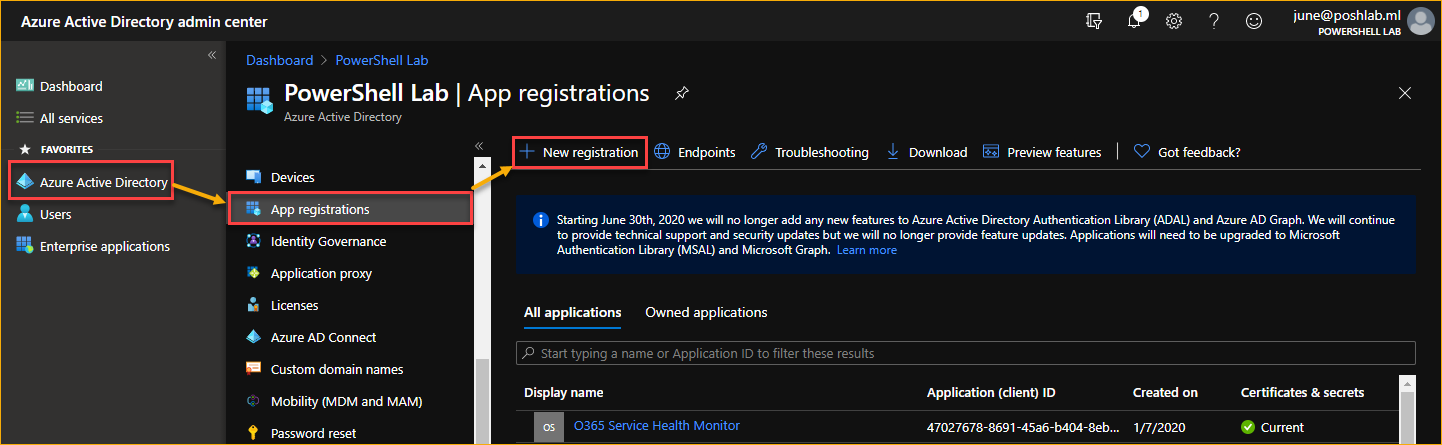 Azure Active Directory admin center
1
june@poshlab.ml
POWERSHELL LAB
«
Dashboard
All services
FAVORITES
Azure Active Directory
Users
Enterprise applications
Dashboard > PowerShell Lab
PowerShell Lab | App registrations
Azure Active Directory
«
Devices
App registrations
Identity Governance
Application proxy
Licenses
Azure AD Connect
Custom domain names
Mobility (MDM and MAM)
Password reset
New registration Endpoints Troubleshooting Download Preview features Got feedback?
Starting June 30th, 2020 we will no longer add any new features to Azure Active Directory Authentication Library (ADAL) and Azure AD Graph. We will continue
to provide technical support and security updates but we will no longer provide feature updates. Applications will need to be upgraded to Microsoft
Authentication Library (MSAL) and Microsoft Graph. Learn more
All applications Owned applications
Start typing a name or Application ID to filter these results
Display name Application (client) ID Created on Certificates & secrets
OS O365 Service Health Monitor 47027678-8691-45a6-b404-8eb... 1/7/2020 Current